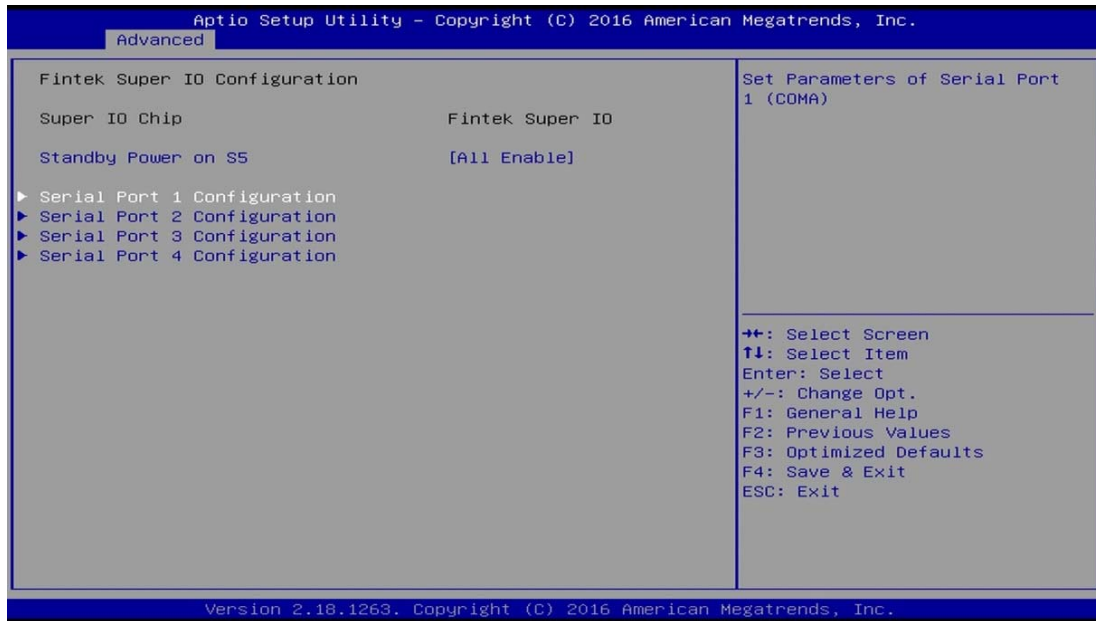 Aptio Setup Utility – Copyright (C) 2016 American Megatrends, Inc.
Advanced
Fintek Super IO Configuration
Super IO Chip Fintek Super IO
Standby Power on S5 [All Enable]
▶ Serial Port 1 Configuration
▶ Serial Port 2 Configuration
▶ Serial Port 3 Configuration
▶ Serial Port 4 Configuration
Set Parameters of Serial Port
1 (COMA)
→←: Select Screen
↑↓: Select Item
Enter: Select
+/-: Change Opt.
F1: General Help
F2: Previous Values
F3: Optimized Defaults
F4: Save & Exit
ESC: Exit
Version 2.18.1263. Copyright (C) 2016 American Megatrends, Inc.